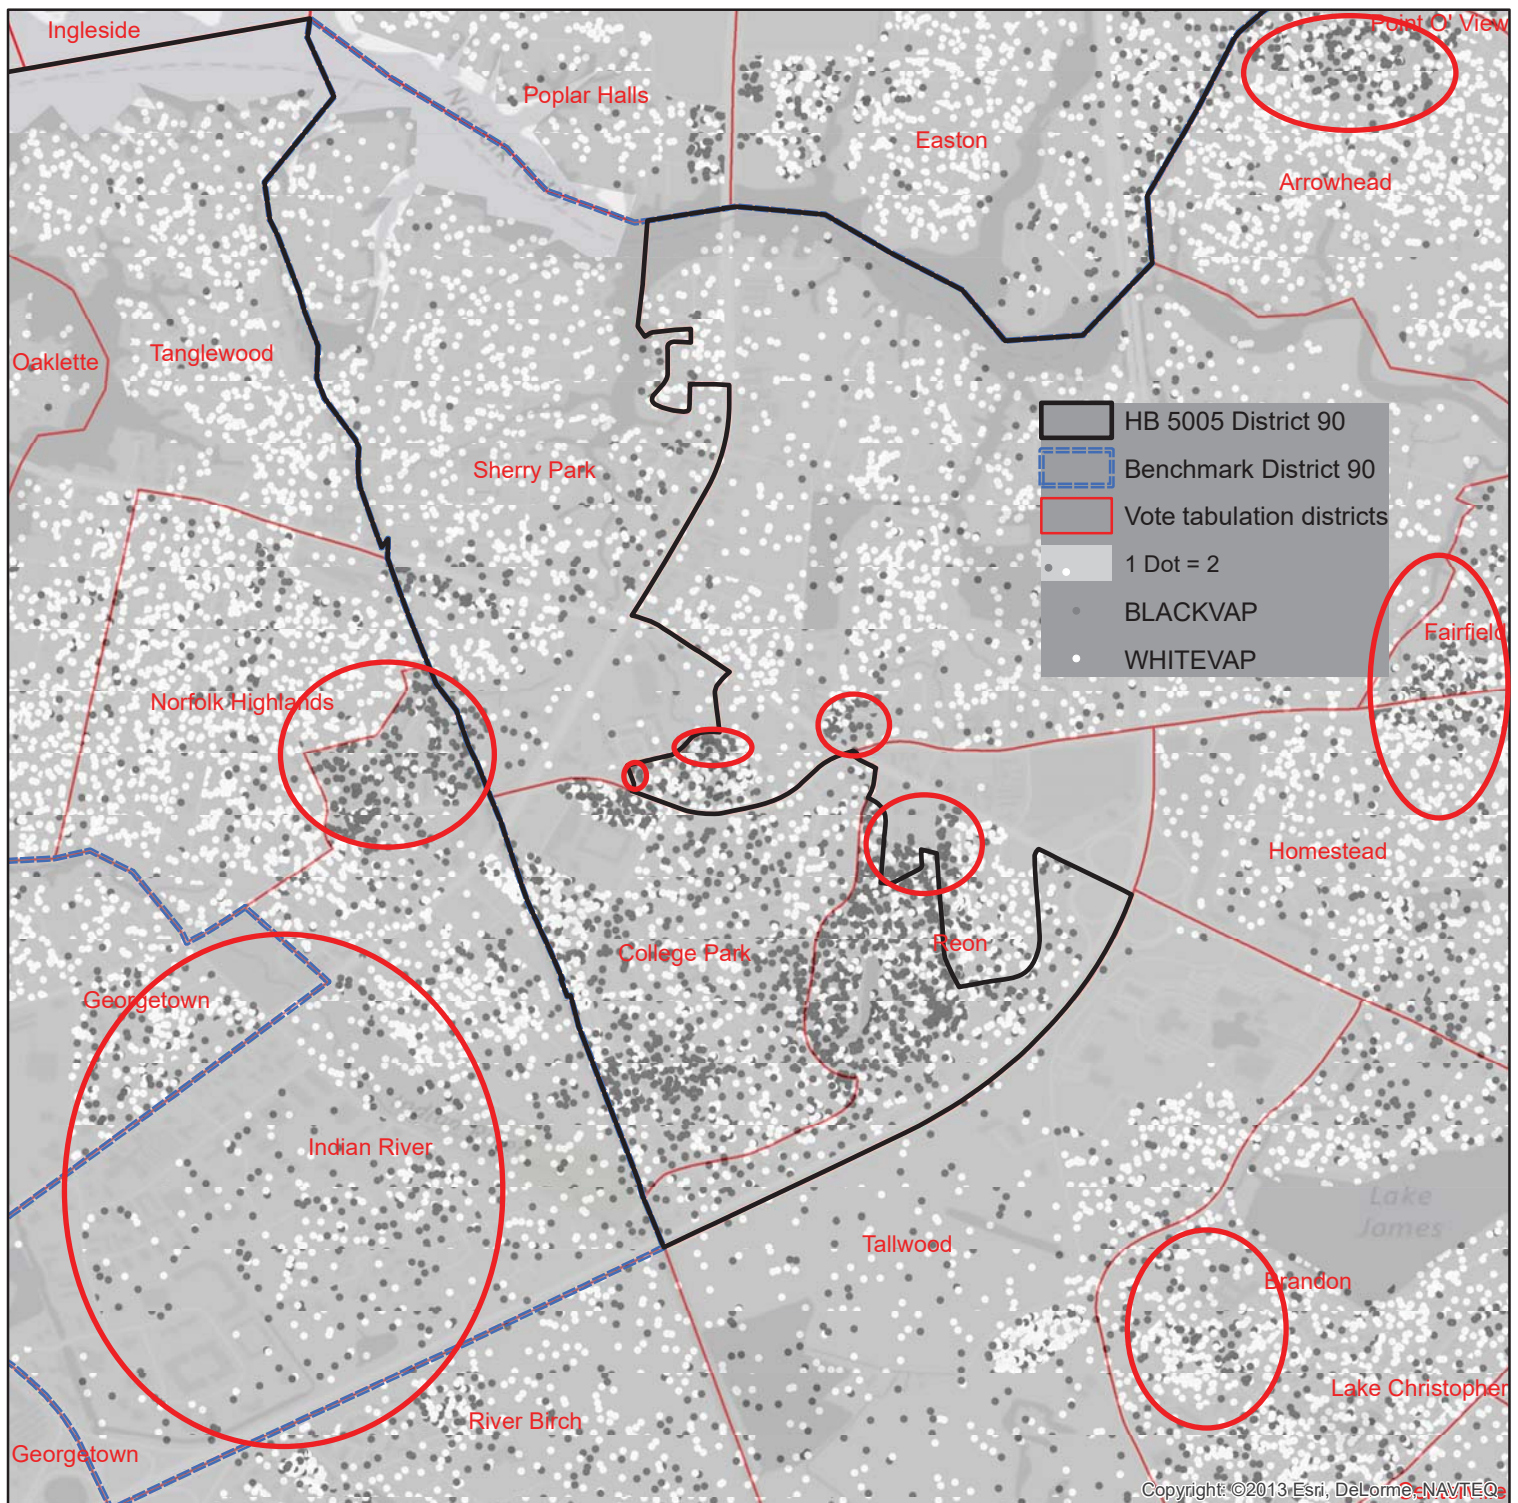 Ingleside
Point O' View
Poplar Halls
Easton
Arrowhead
Oaklette
Tanglewood
Sherry Park
HB 5005 District 90
Benchmark District 90
Vote tabulation districts
1 Dot = 2
BLACKVAP
WHITEVAP
Fairfield
Norfolk Highlands
Homestead
College Park
Reon
Georgetown
Indian River
Lake
James
Tallwood
Brandon
Lake Christopher
River Birch
Georgetown
Copyright: ©2013 Esri, DeLorme, NAVTEQ